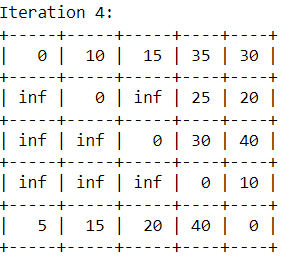 Iteration 4:
+-----+-----+-----+----+----+
|   0 |  10 |  15 | 35 | 30 |
+-----+-----+-----+----+----+
| inf |   0 | inf | 25 | 20 |
+-----+-----+-----+----+----+
| inf | inf |   0 | 30 | 40 |
+-----+-----+-----+----+----+
| inf | inf | inf |  0 | 10 |
+-----+-----+-----+----+----+
|   5 |  15 |  20 | 40 |  0 |
+-----+-----+-----+----+----+